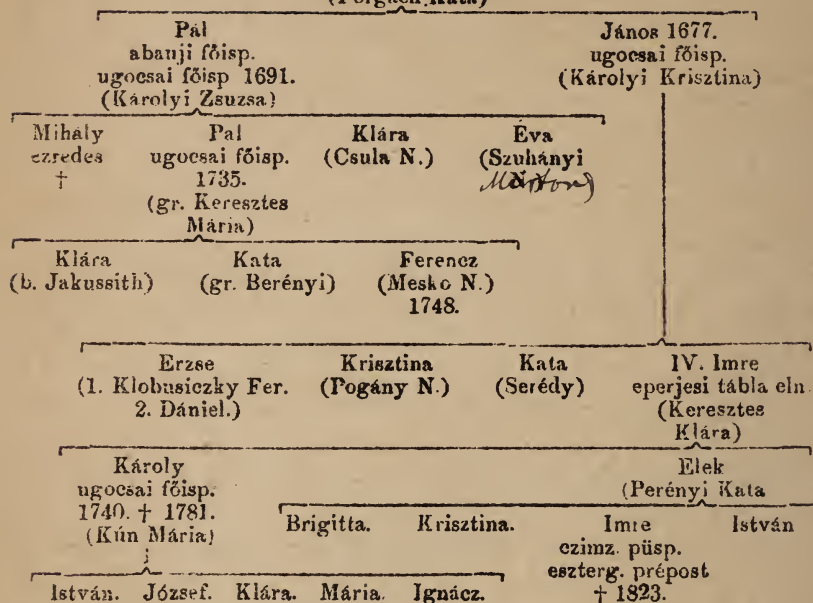 (Forgách Kata)
Pál
abauji főisp.
ugocsai főisp 1691.
(Károlyi Zsuzsa)
János 1677.
ugocsai főisp.
(Károlyi Krisztina)
Mihály
ezredes
†
Pal
ugocsai főisp.
1735.
(gr. Keresztes
Mária)
Klára
(Csula N.)
Éva
(Szuhányi
Márton)
Klára
(b. Jakussith)
Kata
(gr. Berényi)
Ferencz
(Mesko N.)
1748.
Erzse
(1. Klobusiczky Fer.
2. Dániel.)
Krisztina
(Pogány N.)
Kata
(Serédy)
IV. Imre
eperjesi tábla eln
(Keresztes
Klára)
Károly
ugocsai főisp.
1740. † 1781.
(Kún Mária)
Elek
(Perényi Kata
Brigitta.
Krisztina.
Imre
czimz. püsp.
eszterg. prépost
† 1823.
István
István. József. Klára. Mária. Ignácz.